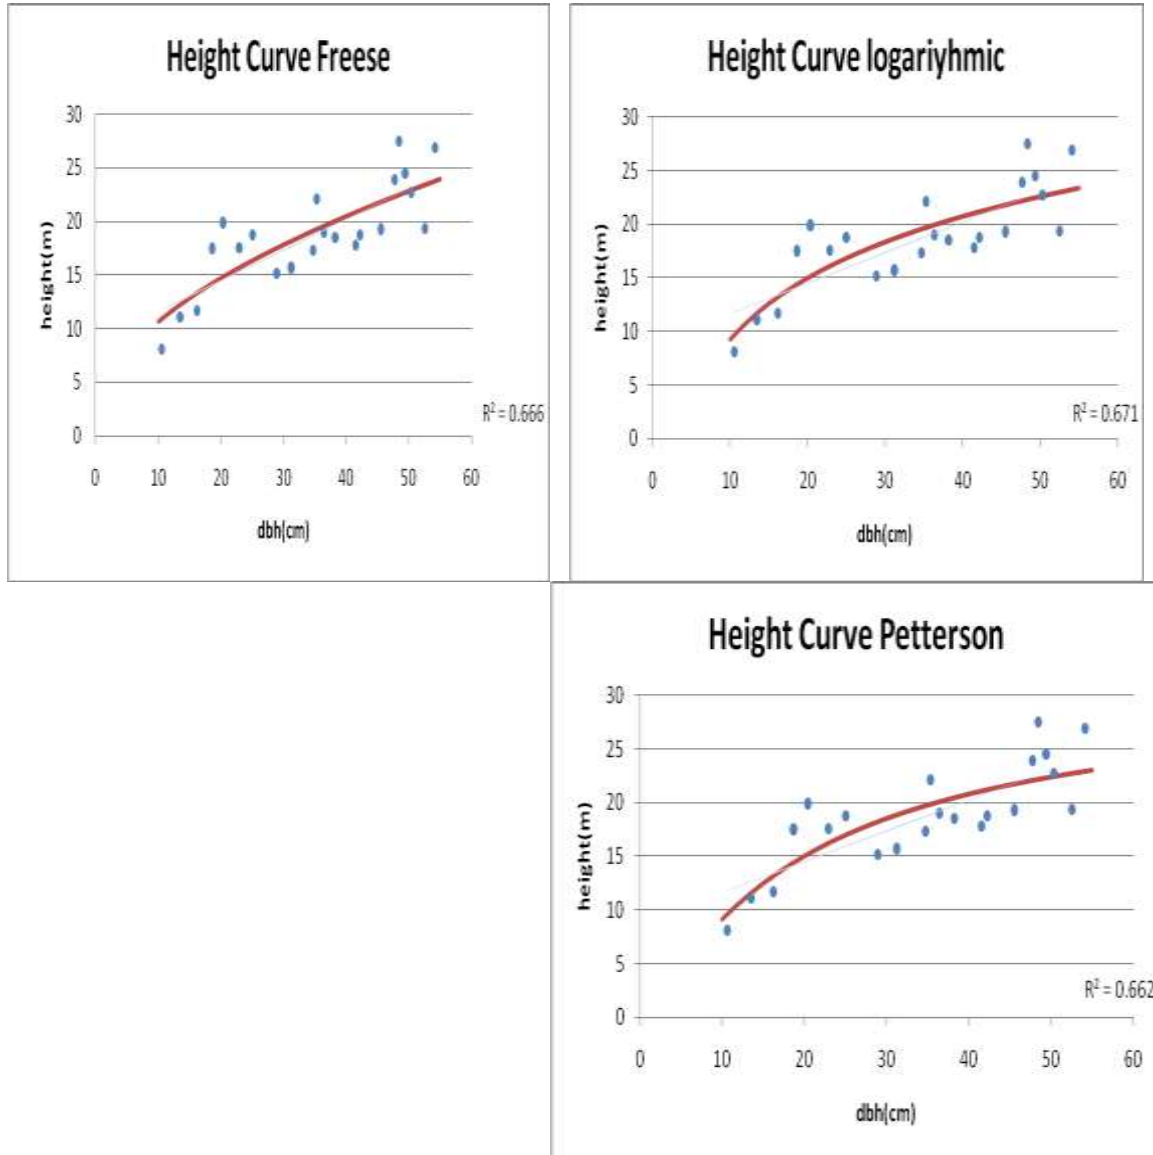 Height Curve Freese
30
25
20
15
10
5
0
height(m)
R² = 0.666
0 10 20 30 40 50 60
dbh(cm)
Height Curve logariyhmic
30
25
20
15
10
5
0
height(m)
R² = 0.671
0 10 20 30 40 50 60
dbh(cm)
Height Curve Petterson
30
25
20
15
10
5
0
height(m)
R² = 0.662
0 10 20 30 40 50 60
dbh(cm)